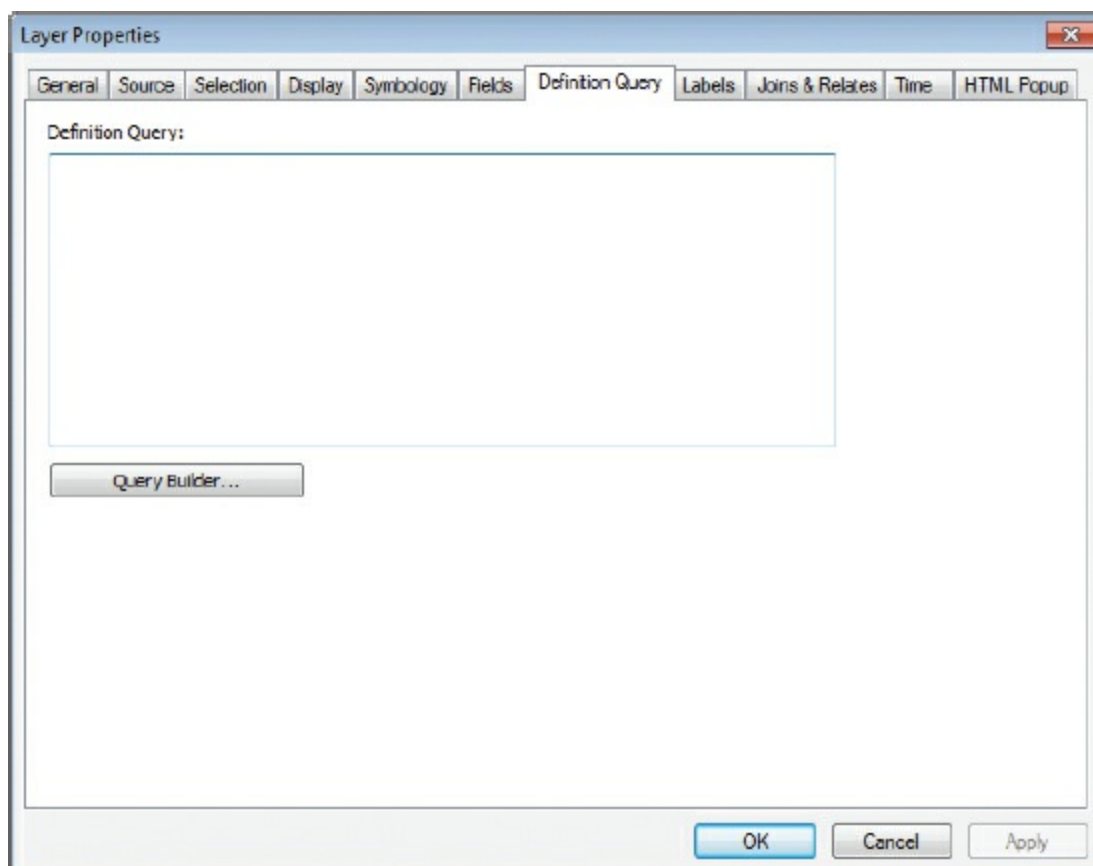 Layer Properties
General Source Selection Display Symbology Fields Definition Query Labels Joins & Relates Time HTML Popup
Definition Query:
Query Builder...
OK Cancel Apply